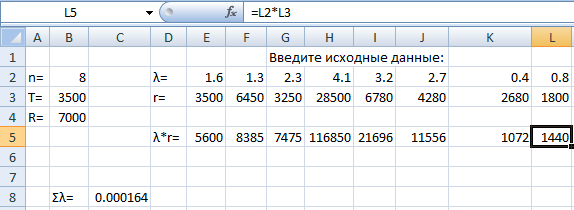 L5 fx =L2*L3
A B C D E F G H I J K L
1 Введите исходные данные:
2 n= 8 λ= 1.6 1.3 2.3 4.1 3.2 2.7 0.4 0.8
3 T= 3500 r= 3500 6450 3250 28500 6780 4280 2680 1800
4 R= 7000
5 λ*r= 5600 8385 7475 116850 21696 11556 1072 1440
6
7
8 Σλ= 0.000164